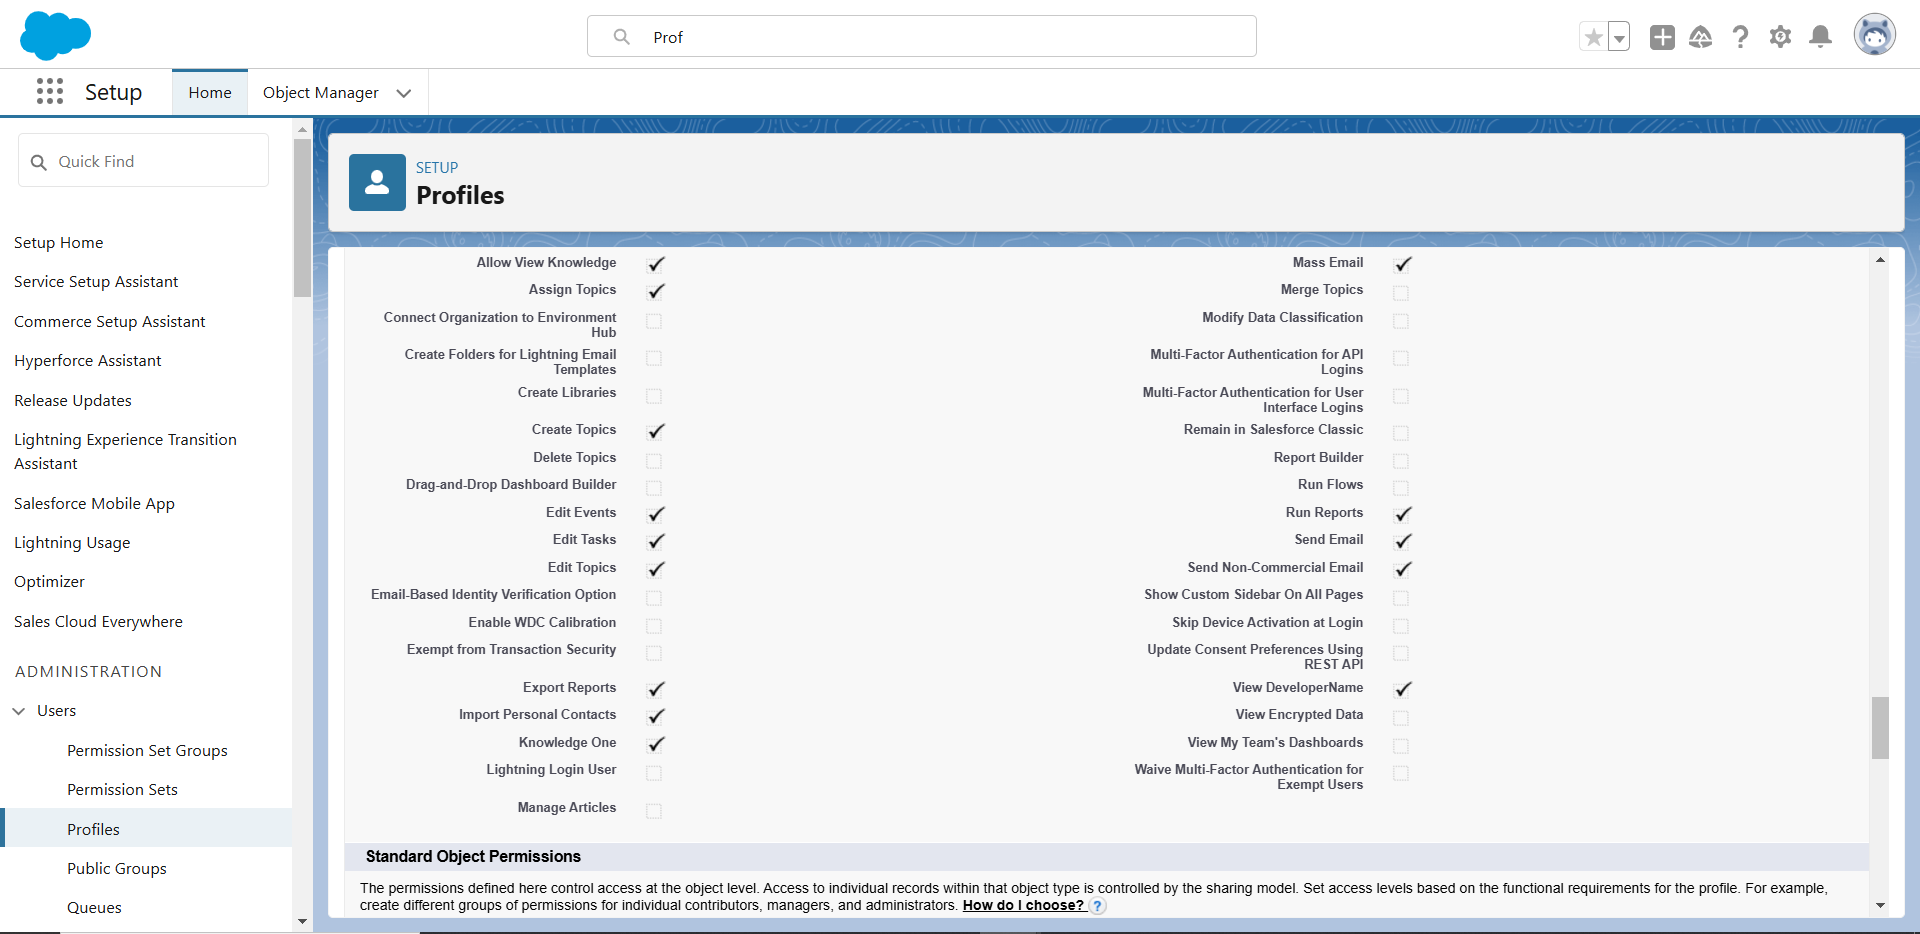 Prof
Setup
Home
Object Manager
Quick Find
Setup Home
Service Setup Assistant
Commerce Setup Assistant
Hyperforce Assistant
Release Updates
Lightning Experience Transition
Assistant
Salesforce Mobile App
Lightning Usage
Optimizer
Sales Cloud Everywhere
ADMINISTRATION
Users
Permission Set Groups
Permission Sets
Profiles
Public Groups
Queues
SETUP
Profiles
Allow View Knowledge
Assign Topics
Connect Organization to Environment
Hub
Create Folders for Lightning Email
Templates
Create Libraries
Create Topics
Delete Topics
Drag-and-Drop Dashboard Builder
Edit Events
Edit Tasks
Edit Topics
Email-Based Identity Verification Option
Enable WDC Calibration
Exempt from Transaction Security
Export Reports
Import Personal Contacts
Knowledge One
Lightning Login User
Manage Articles
Mass Email
Merge Topics
Modify Data Classification
Multi-Factor Authentication for API
Logins
Multi-Factor Authentication for User
Interface Logins
Remain in Salesforce Classic
Report Builder
Run Flows
Run Reports
Send Email
Send Non-Commercial Email
Show Custom Sidebar On All Pages
Skip Device Activation at Login
Update Consent Preferences Using
REST API
View DeveloperName
View Encrypted Data
View My Team's Dashboards
Waive Multi-Factor Authentication for
Exempt Users
Standard Object Permissions
The permissions defined here control access at the object level. Access to individual records within that object type is controlled by the sharing model. Set access levels based on the functional requirements for the profile. For example,
create different groups of permissions for individual contributors, managers, and administrators. How do I choose? ?